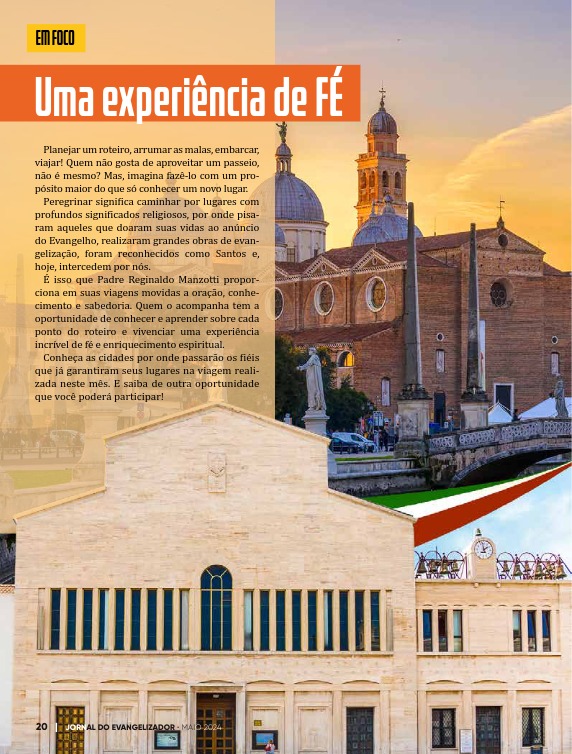 EM FOCO
Uma experiência de FÉ
Planejar um roteiro, arrumar as malas, embarcar,
viajar! Quem não gosta de aproveitar um passeio,
não é mesmo? Mas, imagina fazê-lo com um pro-
pósito maior do que só conhecer um novo lugar.
Peregrinar significa caminhar por lugares com
profundos significados religiosos, por onde pisa-
ram aqueles que doaram suas vidas ao anúncio
do Evangelho, realizaram grandes obras de evan-
gelização, foram reconhecidos como Santos e,
hoje, intercedem por nós.
É isso que Padre Reginaldo Manzotti propor-
ciona em suas viagens movidas a oração, conhe-
cimento e sabedoria. Quem o acompanha tem a
oportunidade de conhecer e aprender sobre cada
ponto do roteiro e vivenciar uma experiência
incrível de fé e enriquecimento espiritual.
Conheça as cidades por onde passarão os fiéis
que já garantiram seus lugares na viagem reali-
zada neste mês. E saiba de outra oportunidade
que você poderá participar!
20 | JORNAL DO EVANGELIZADOR - MAIO 2024